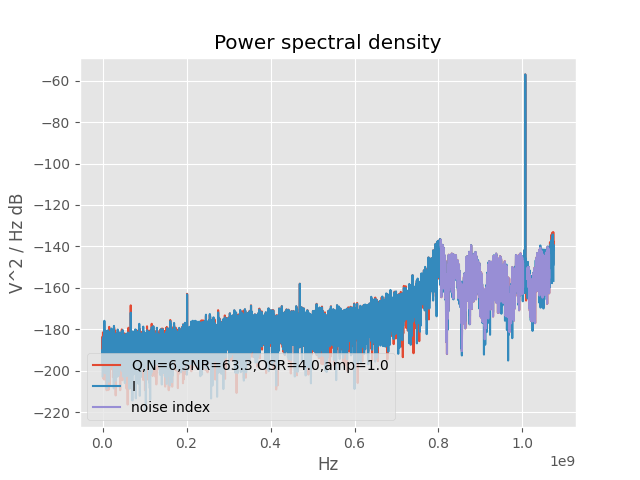 Power spectral density
V^2 / Hz dB
−60
−80
−100
−120
−140
−160
−180
−200
−220
Q,N=6,SNR=63.3,OSR=4.0,amp=1.0
I
noise index
0.0 0.2 0.4 0.6 0.8 1.0
1e9
Hz